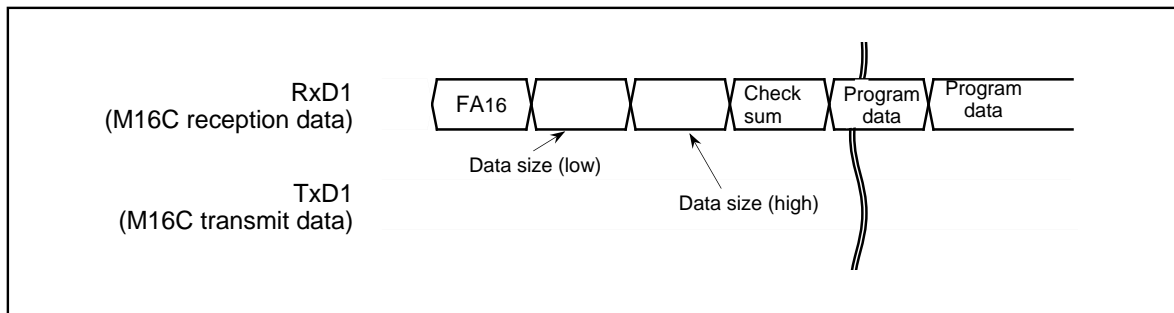 RxD1
(M16C reception data)
FA16
Check
sum
Program
data
Program
data
Data size (low)
Data size (high)
TxD1
(M16C transmit data)